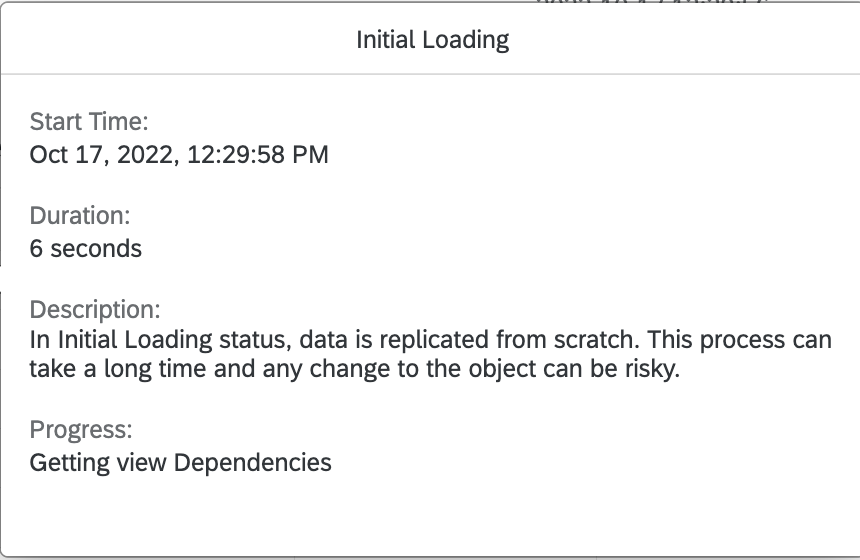 Initial Loading
Start Time:
Oct 17, 2022, 12:29:58 PM
Duration:
6 seconds
Description:
In Initial Loading status, data is replicated from scratch. This process can
take a long time and any change to the object can be risky.
Progress:
Getting view Dependencies